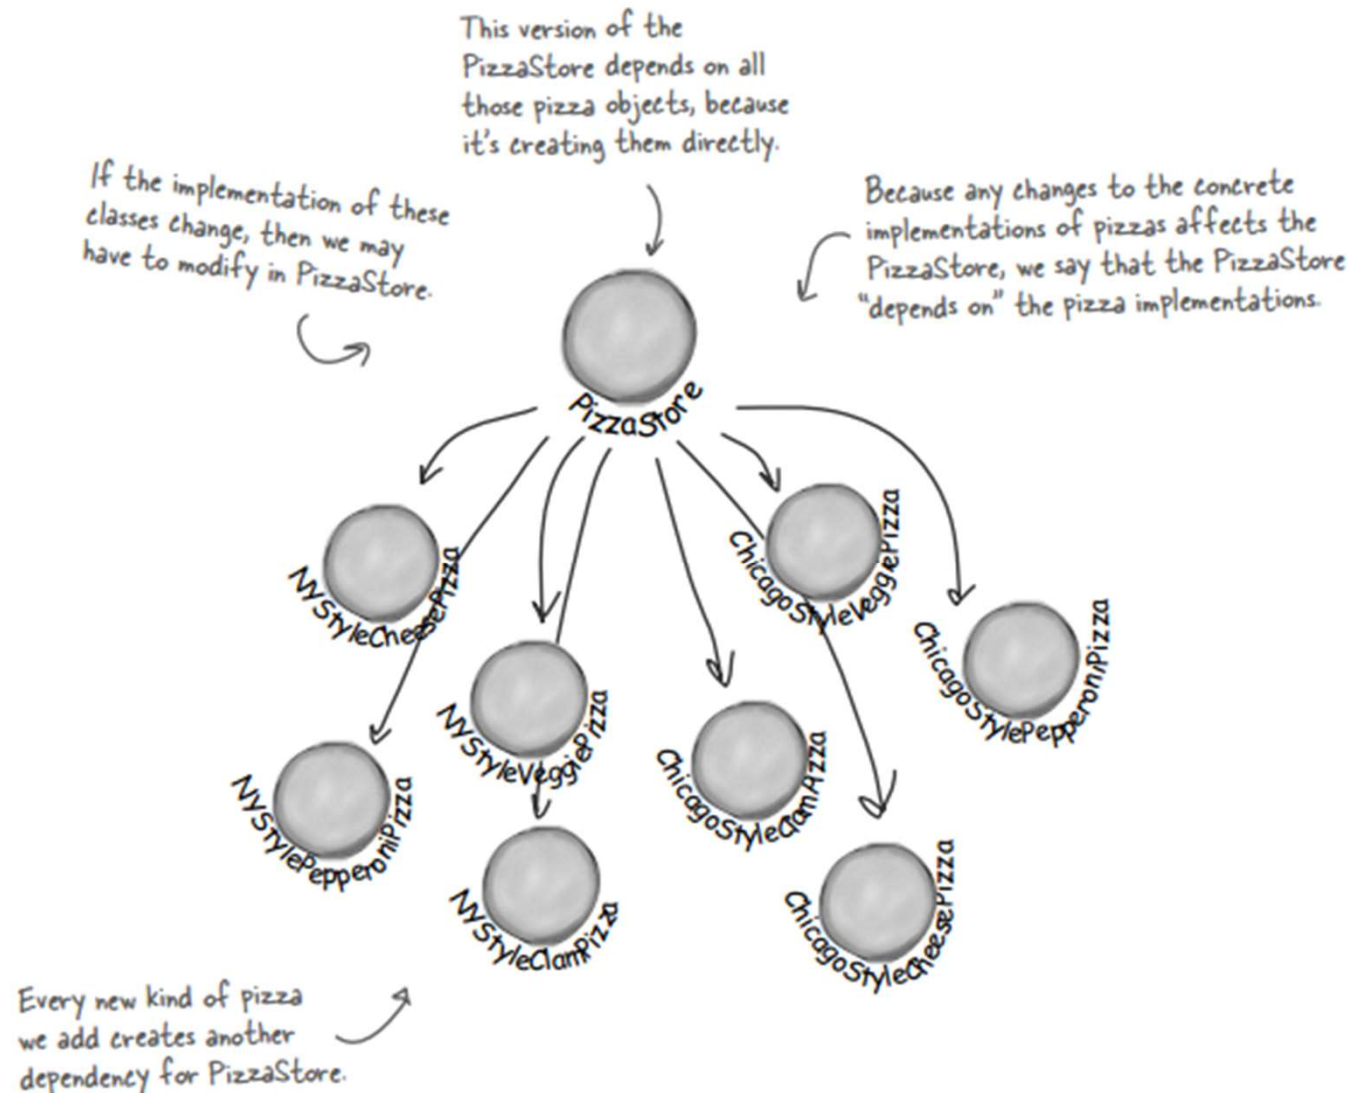 This version of the
PizzaStore depends on all
those pizza objects, because
it's creating them directly.
If the implementation of these
classes change, then we may
have to modify in PizzaStore.
Because any changes to the concrete
implementations of pizzas affects the
PizzaStore, we say that the PizzaStore
"depends on" the pizza implementations.
PizzaStore
NYStyleCheesePizza
ChicagoStyleVeggiePizza
ChicagoStylePepperoniPizza
NYStyleVeggiePizza
ChicagoStyleClamPizza
NYStylePepperoniPizza
NYStyleClamPizza
ChicagoStyleCheesePizza
Every new kind of pizza
we add creates another
dependency for PizzaStore.